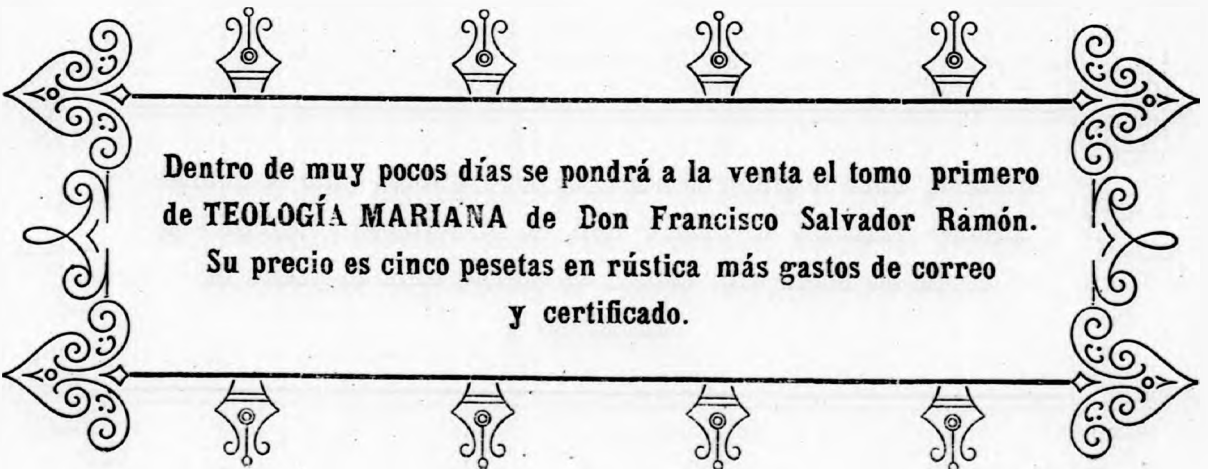 Dentro de muy pocos días se pondrá a la venta el tomo primero
de TEOLOGÍA MARIANA de Don Francisco Salvador Ramón.
Su precio es cinco pesetas en rústica más gastos de correo
y certificado.